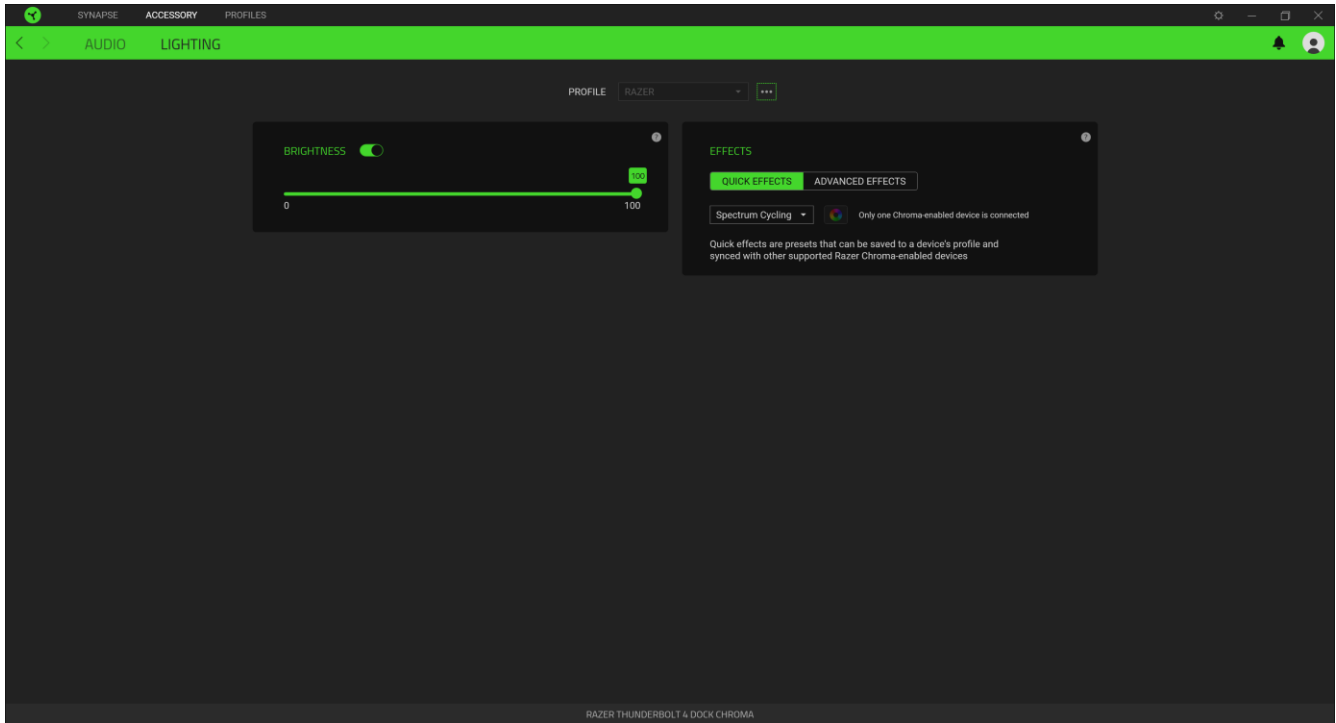 SYNAPSE ACCESSORY PROFILES
AUDIO LIGHTING
PROFILE RAZER
BRIGHTNESS
100
0 100
EFFECTS
QUICK EFFECTS ADVANCED EFFECTS
Spectrum Cycling Only one Chroma-enabled device is connected
Quick effects are presets that can be saved to a device's profile and
synced with other supported Razer Chroma-enabled devices
RAZER THUNDERBOLT 4 DOCK CHROMA